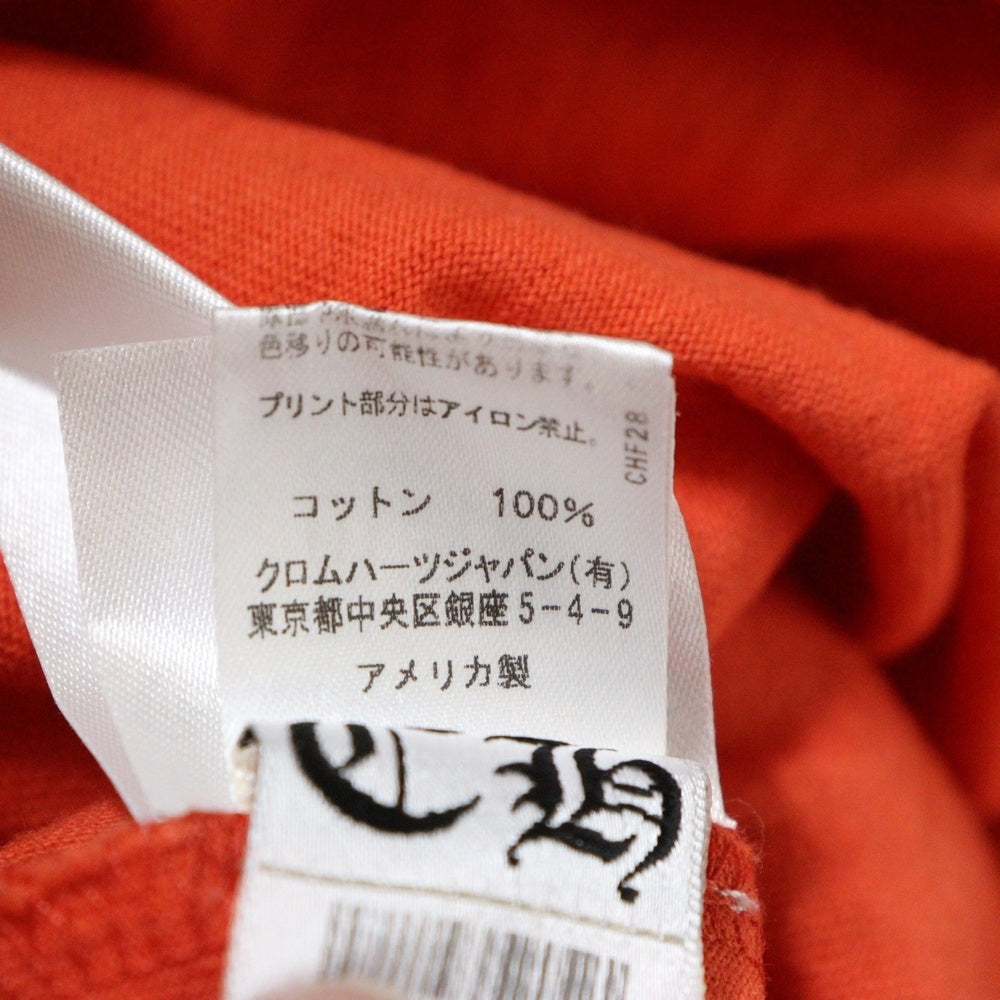 色移りの可能性があります。
プリント部分はアイロン禁止。
CHF28
コットン 100%
クロムハーツジャパン(有)
東京都中央区銀座5-4-9
アメリカ製
CH